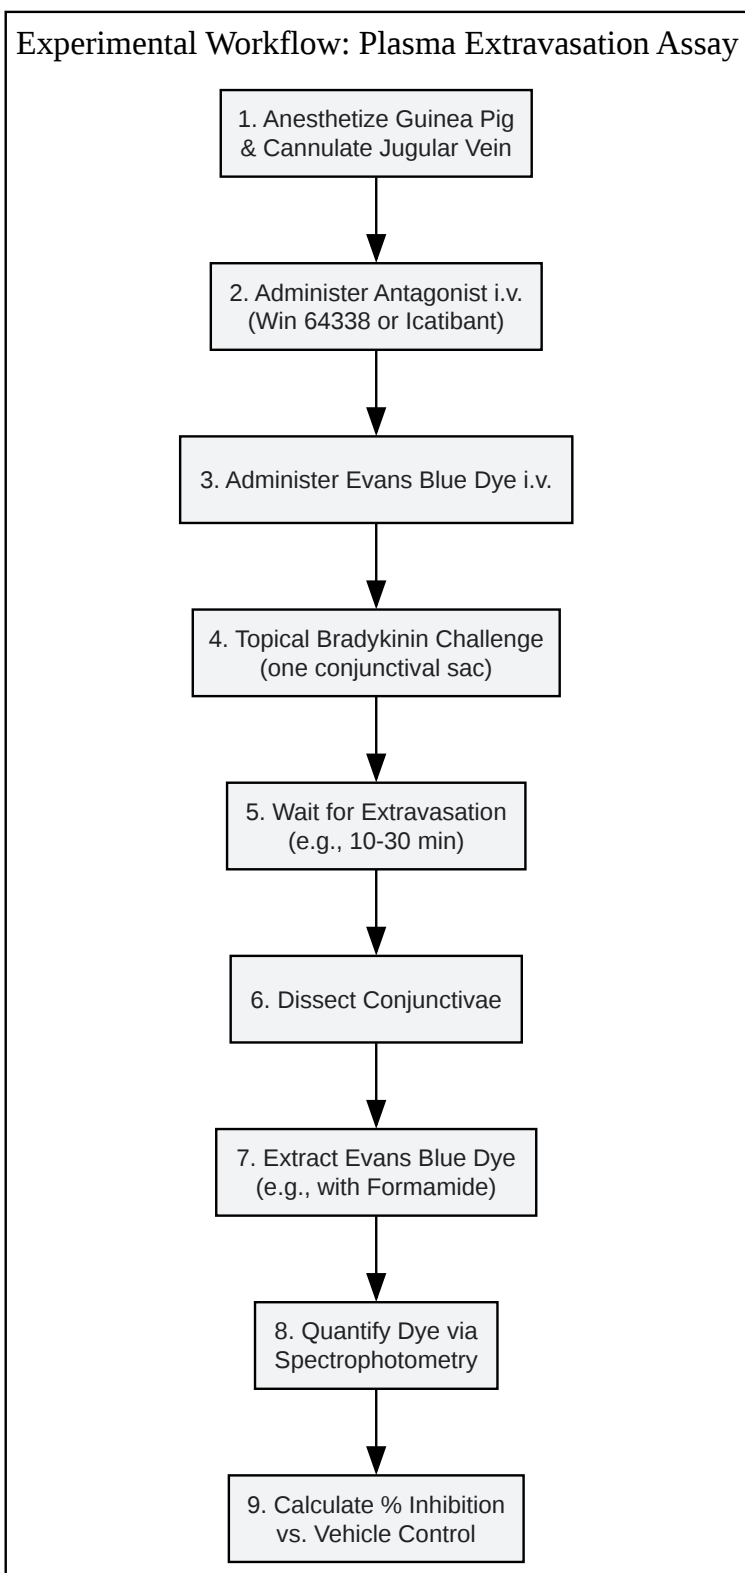 Experimental Workflow: Plasma Extravasation Assay
1. Anesthetize Guinea Pig
& Cannulate Jugular Vein
2. Administer Antagonist i.v.
(Win 64338 or Icatibant)
3. Administer Evans Blue Dye i.v.
4. Topical Bradykinin Challenge
(one conjunctival sac)
5. Wait for Extravasation
(e.g., 10-30 min)
6. Dissect Conjunctivae
7. Extract Evans Blue Dye
(e.g., with Formamide)
8. Quantify Dye via
Spectrophotometry
9. Calculate % Inhibition
vs. Vehicle Control